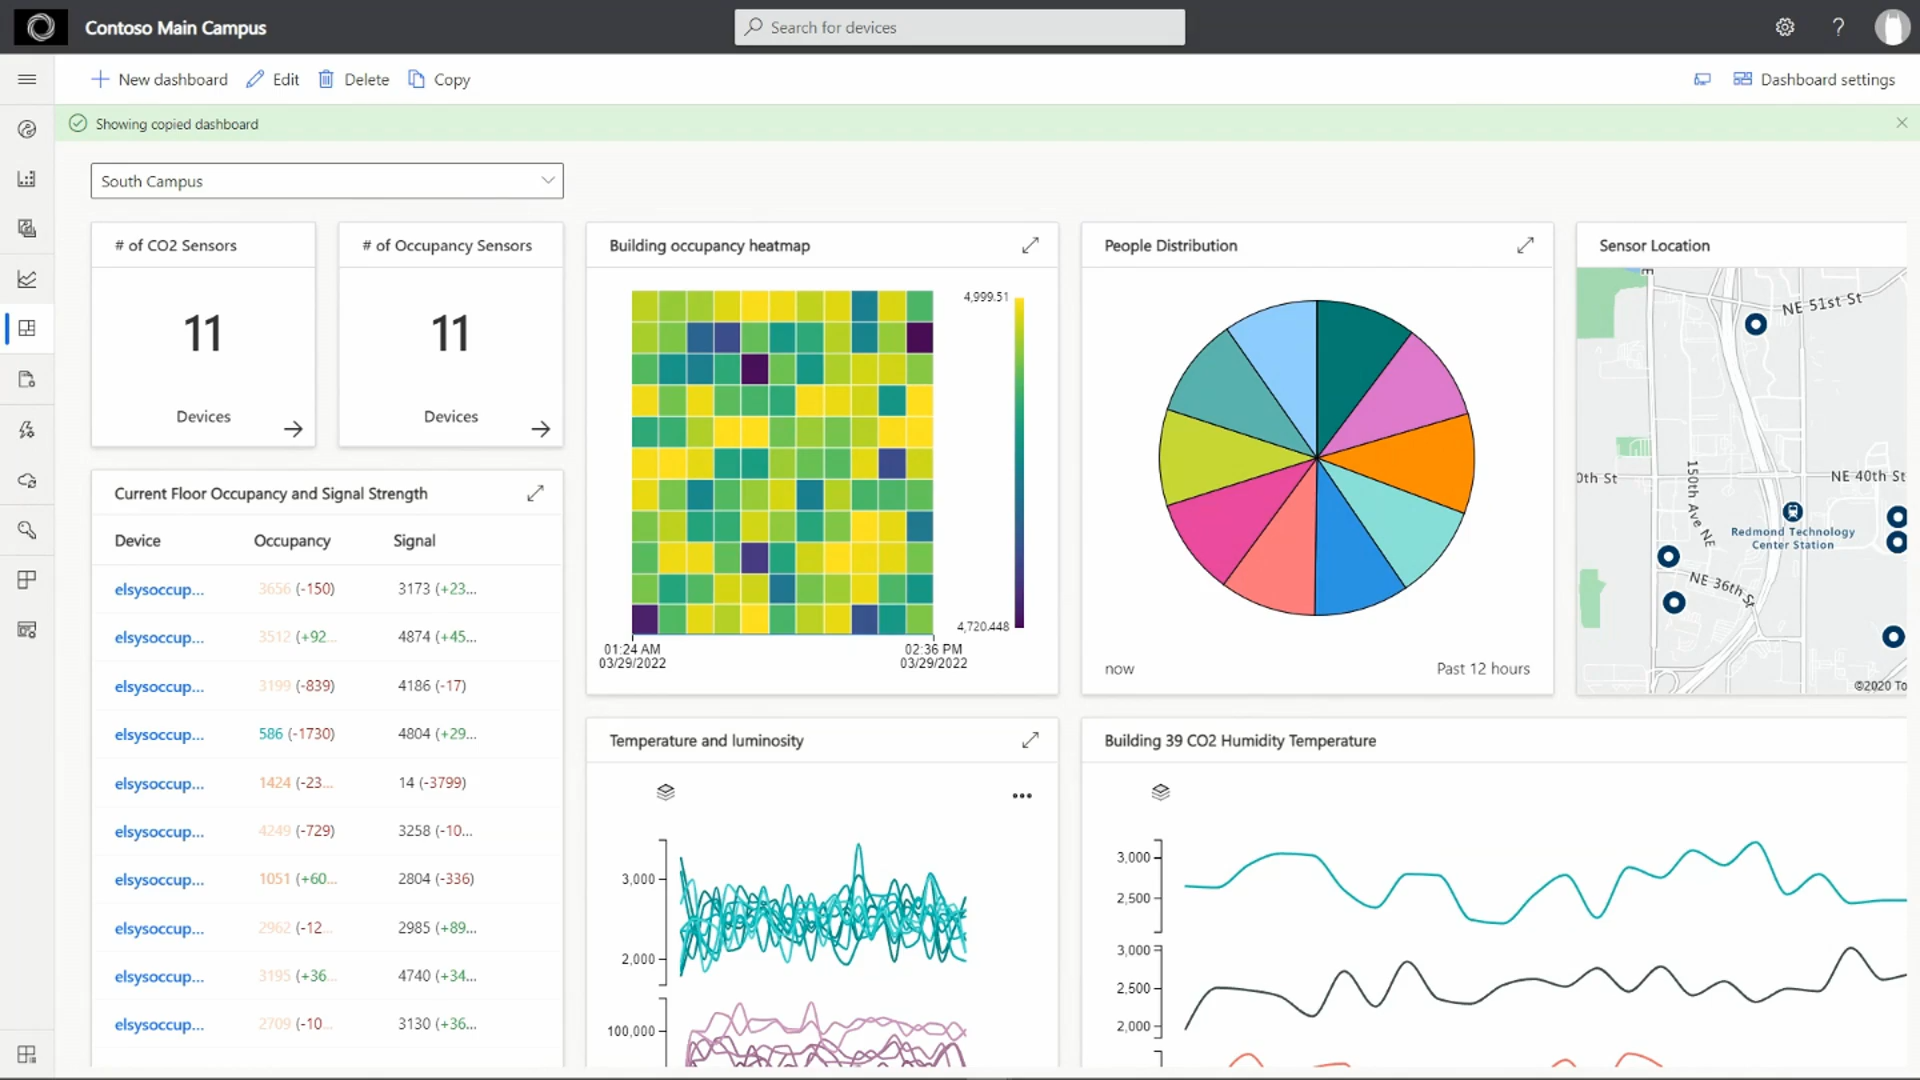 Contoso Main Campus
Search for devices
?
New dashboard Edit Delete Copy
Dashboard settings
Showing copied dashboard
South Campus
# of CO2 Sensors
11
Devices
# of Occupancy Sensors
11
Devices
Current Floor Occupancy and Signal Strength
Device Occupancy Signal
elsysoccup... 3656 (-150) 3173 (+23...
elsysoccup... 3512 (+92... 4874 (+45...
elsysoccup... 3199 (-839) 4186 (-17)
elsysoccup... 586 (-1730) 4804 (+29...
elsysoccup... 1424 (-23... 14 (-3799)
elsysoccup... 4249 (-729) 3258 (-10...
elsysoccup... 1051 (+60... 2804 (-336)
elsysoccup... 2962 (-12... 2985 (+89...
elsysoccup... 3195 (+36... 4740 (+34...
elsysoccup... 2709 (-10... 3130 (+36...
Building occupancy heatmap
4,999.51
4,720.448
01:24 AM
03/29/2022
02:36 PM
03/29/2022
People Distribution
now
Past 12 hours
Sensor Location
NE 51st St
0th St
150th Ave NE
NE 40th St
Redmond Technology
Center Station
NE 36th St
©2020 To
Temperature and luminosity
3,000
2,000
100,000
Building 39 CO2 Humidity Temperature
3,000
2,500
3,000
2,500
2,000